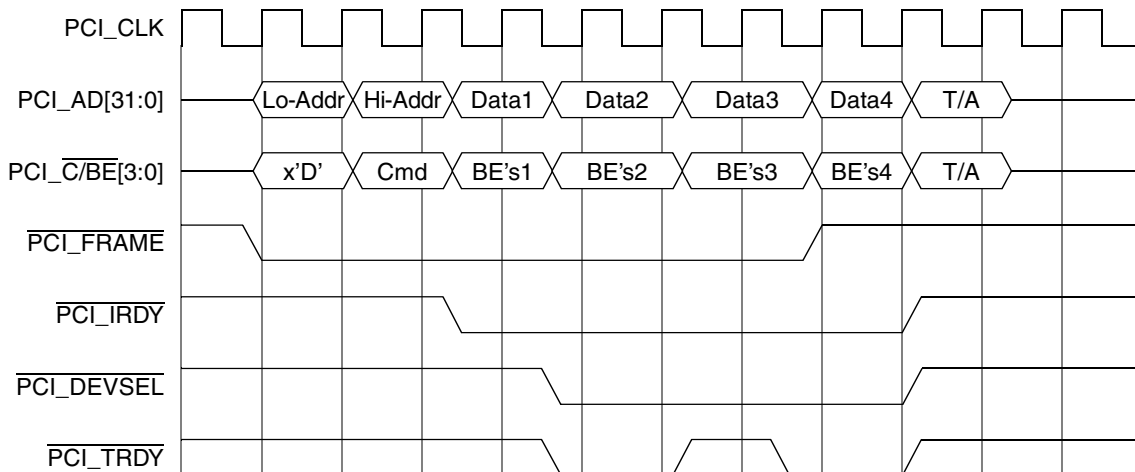 PCI_CLK
PCI_AD[31:0] Lo-Addr Hi-Addr Data1 Data2 Data3 Data4 T/A
PCI_C/BE[3:0] x'D' Cmd BE's1 BE's2 BE's3 BE's4 T/A
PCI_FRAME
PCI_IRDY
PCI_DEVSEL
PCI_TRDY